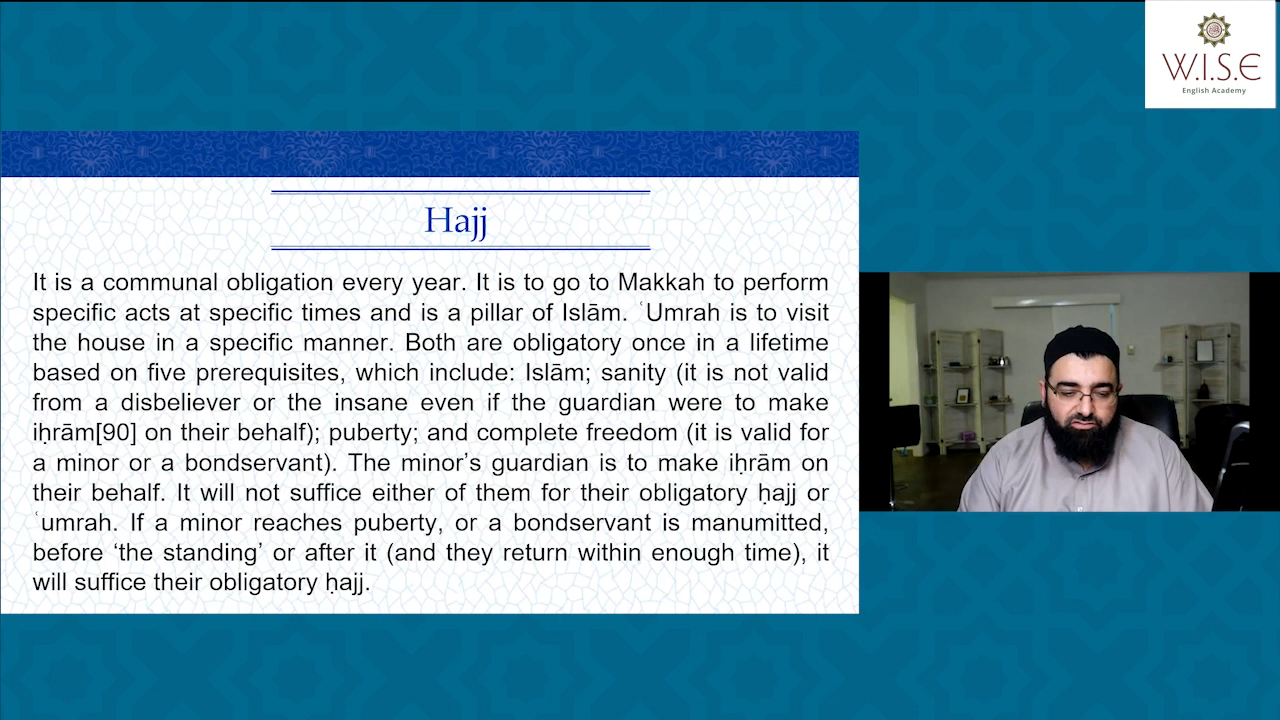 W.I.S.E
English Academy
Hajj
It is a communal obligation every year. It is to go to Makkah to perform
specific acts at specific times and is a pillar of Islām. ʿUmrah is to visit
the house in a specific manner. Both are obligatory once in a lifetime
based on five prerequisites, which include: Islām; sanity (it is not valid
from a disbeliever or the insane even if the guardian were to make
iḥrām[90] on their behalf); puberty; and complete freedom (it is valid for
a minor or a bondservant). The minor’s guardian is to make iḥrām on
their behalf. It will not suffice either of them for their obligatory ḥajj or
ʿumrah. If a minor reaches puberty, or a bondservant is manumitted,
before ‘the standing’ or after it (and they return within enough time), it
will suffice their obligatory ḥajj.